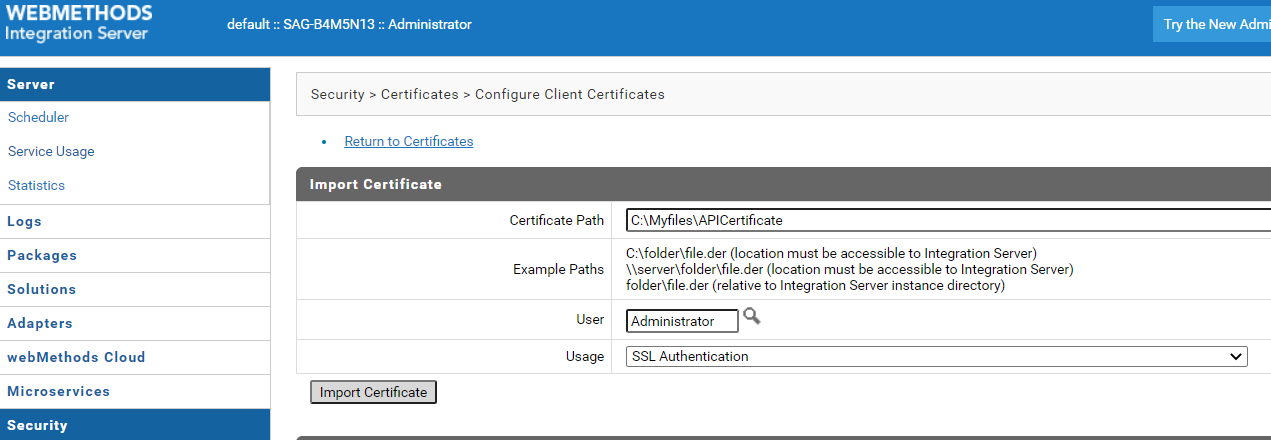 WEBMETHODS
Integration Server
default :: SAG-B4M5N13 :: Administrator
Try the New Admi
Server
Scheduler
Service Usage
Statistics
Logs
Packages
Solutions
Adapters
webMethods Cloud
Microservices
Security
Security > Certificates > Configure Client Certificates
Return to Certificates
Import Certificate
Certificate Path C:\Myfiles\APICertificate
Example Paths C:\folder\file.der (location must be accessible to Integration Server)
\\server\folder\file.der (location must be accessible to Integration Server)
folder\file.der (relative to Integration Server instance directory)
User Administrator
Usage SSL Authentication
Import Certificate